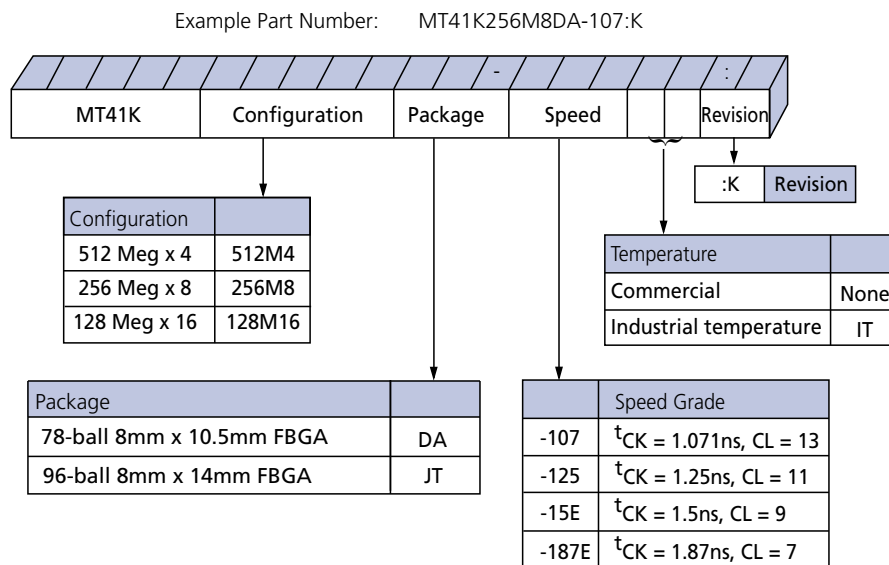 Example Part Number: MT41K256M8DA-107:K
- :
MT41K Configuration Package Speed Revision
:K Revision
Configuration
512 Meg x 4 512M4
256 Meg x 8 256M8
128 Meg x 16 128M16
Temperature
Commercial None
Industrial temperature IT
Package
78-ball 8mm x 10.5mm FBGA DA
96-ball 8mm x 14mm FBGA JT
Speed Grade
-107 tCK = 1.071ns, CL = 13
-125 tCK = 1.25ns, CL = 11
-15E tCK = 1.5ns, CL = 9
-187E tCK = 1.87ns, CL = 7